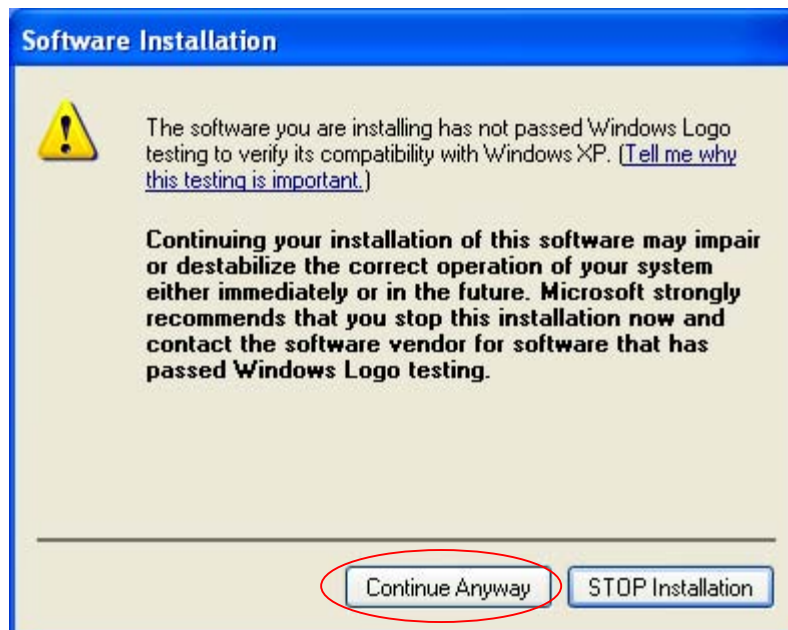 Software Installation
The software you are installing has not passed Windows Logo
testing to verify its compatibility with Windows XP. (Tell me why
this testing is important.)
Continuing your installation of this software may impair
or destabilize the correct operation of your system
either immediately or in the future. Microsoft strongly
recommends that you stop this installation now and
contact the software vendor for software that has
passed Windows Logo testing.
Continue Anyway STOP Installation